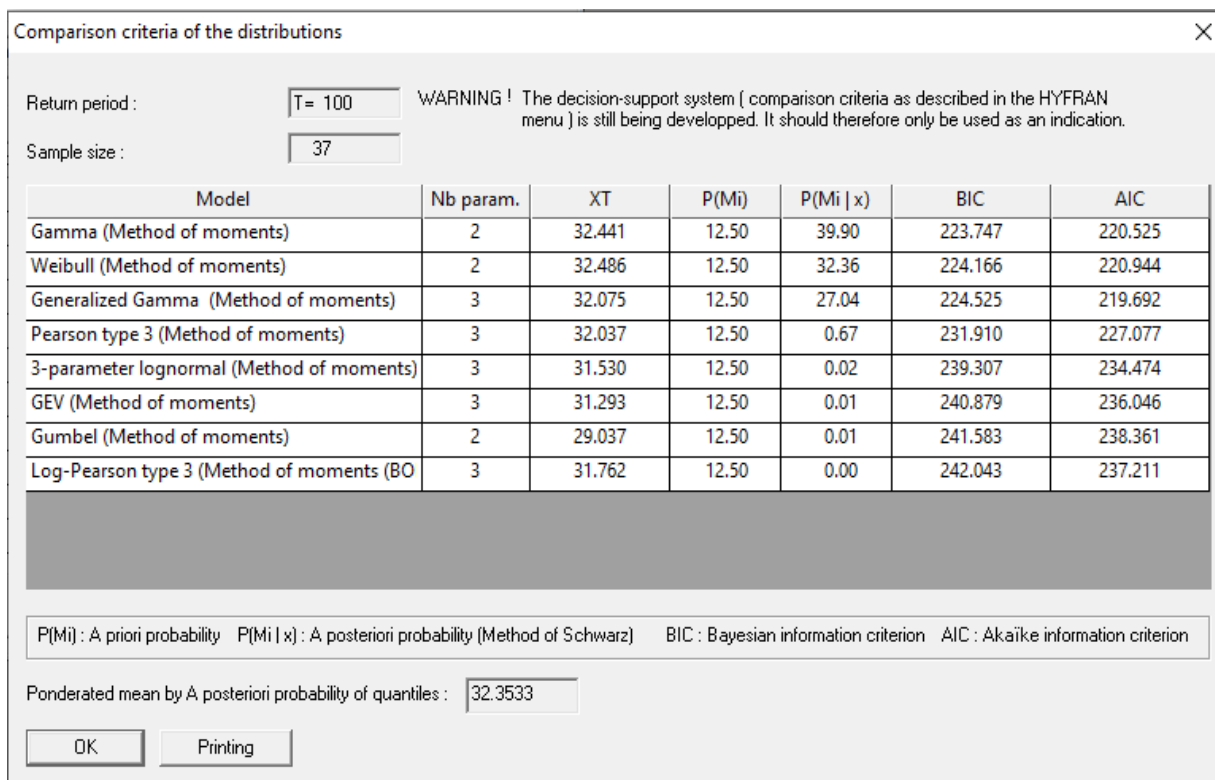 Comparison criteria of the distributions
Return period : T= 100 WARNING ! The decision-support system ( comparison criteria as described in the HYFRAN
menu ) is still being developped. It should therefore only be used as an indication.
Sample size : 37
Model Nb param. XT P(Mi) P(Mi | x) BIC AIC
Gamma (Method of moments) 2 32.441 12.50 39.90 223.747 220.525
Weibull (Method of moments) 2 32.486 12.50 32.36 224.166 220.944
Generalized Gamma (Method of moments) 3 32.075 12.50 27.04 224.525 219.692
Pearson type 3 (Method of moments) 3 32.037 12.50 0.67 231.910 227.077
3-parameter lognormal (Method of moments) 3 31.530 12.50 0.02 239.307 234.474
GEV (Method of moments) 3 31.293 12.50 0.01 240.879 236.046
Gumbel (Method of moments) 2 29.037 12.50 0.01 241.583 238.361
Log-Pearson type 3 (Method of moments (BO 3 31.762 12.50 0.00 242.043 237.211
P(Mi) : A priori probability P(Mi | x) : A posteriori probability (Method of Schwarz) BIC : Bayesian information criterion AIC : Akaïke information criterion
Ponderated mean by A posteriori probability of quantiles : 32.3533
OK Printing